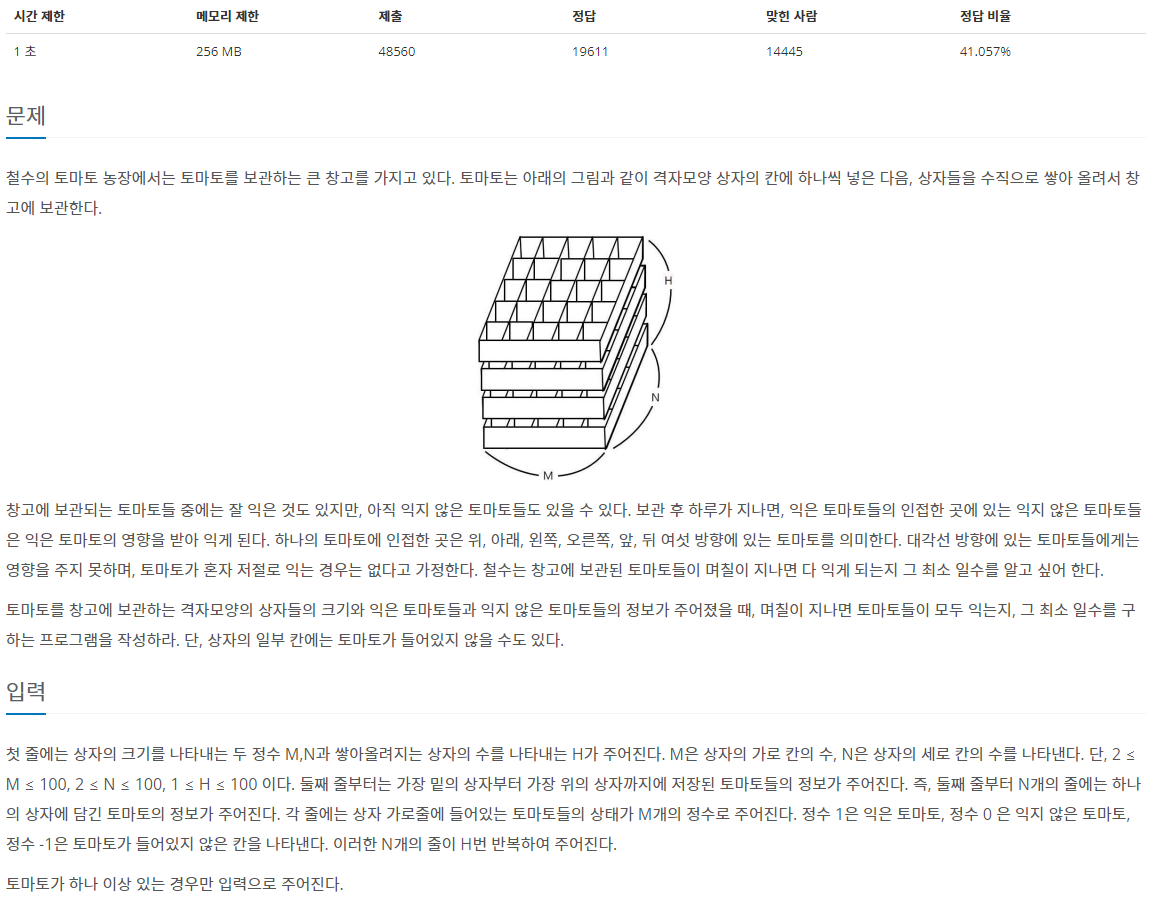 시간 제한 메모리 제한 제출 정답 맞힌 사람 정답 비율
1 초 256 MB 48560 19611 14445 41.057%
문제
철수의 토마토 농장에서는 토마토를 보관하는 큰 창고를 가지고 있다. 토마토는 아래의 그림과 같이 격자모양 상자의 칸에 하나씩 넣은 다음, 상자들을 수직으로 쌓아 올려서 창
고에 보관한다.
H
N
M
창고에 보관되는 토마토들 중에는 잘 익은 것도 있지만, 아직 익지 않은 토마토들도 있을 수 있다. 보관 후 하루가 지나면, 익은 토마토들의 인접한 곳에 있는 익지 않은 토마토들
은 익은 토마토의 영향을 받아 익게 된다. 하나의 토마토에 인접한 곳은 위, 아래, 왼쪽, 오른쪽, 앞, 뒤 여섯 방향에 있는 토마토를 의미한다. 대각선 방향에 있는 토마토들에게는
영향을 주지 못하며, 토마토가 혼자 저절로 익는 경우는 없다고 가정한다. 철수는 창고에 보관된 토마토들이 며칠이 지나면 다 익게 되는지 그 최소 일수를 알고 싶어 한다.
토마토를 창고에 보관하는 격자모양의 상자들의 크기와 익은 토마토들과 익지 않은 토마토들의 정보가 주어졌을 때, 며칠이 지나면 토마토들이 모두 익는지, 그 최소 일수를 구
하는 프로그램을 작성하라. 단, 상자의 일부 칸에는 토마토가 들어있지 않을 수도 있다.
입력
첫 줄에는 상자의 크기를 나타내는 두 정수 M,N과 쌓아올려지는 상자의 수를 나타내는 H가 주어진다. M은 상자의 가로 칸의 수, N은 상자의 세로 칸의 수를 나타낸다. 단, 2 ≤
M ≤ 100, 2 ≤ N ≤ 100, 1 ≤ H ≤ 100 이다. 둘째 줄부터는 가장 밑의 상자부터 가장 위의 상자까지에 저장된 토마토들의 정보가 주어진다. 즉, 둘째 줄부터 N개의 줄에는 하나
의 상자에 담긴 토마토의 정보가 주어진다. 각 줄에는 상자 가로줄에 들어있는 토마토들의 상태가 M개의 정수로 주어진다. 정수 1은 익은 토마토, 정수 0 은 익지 않은 토마토,
정수 -1은 토마토가 들어있지 않은 칸을 나타낸다. 이러한 N개의 줄이 H번 반복하여 주어진다.
토마토가 하나 이상 있는 경우만 입력으로 주어진다.